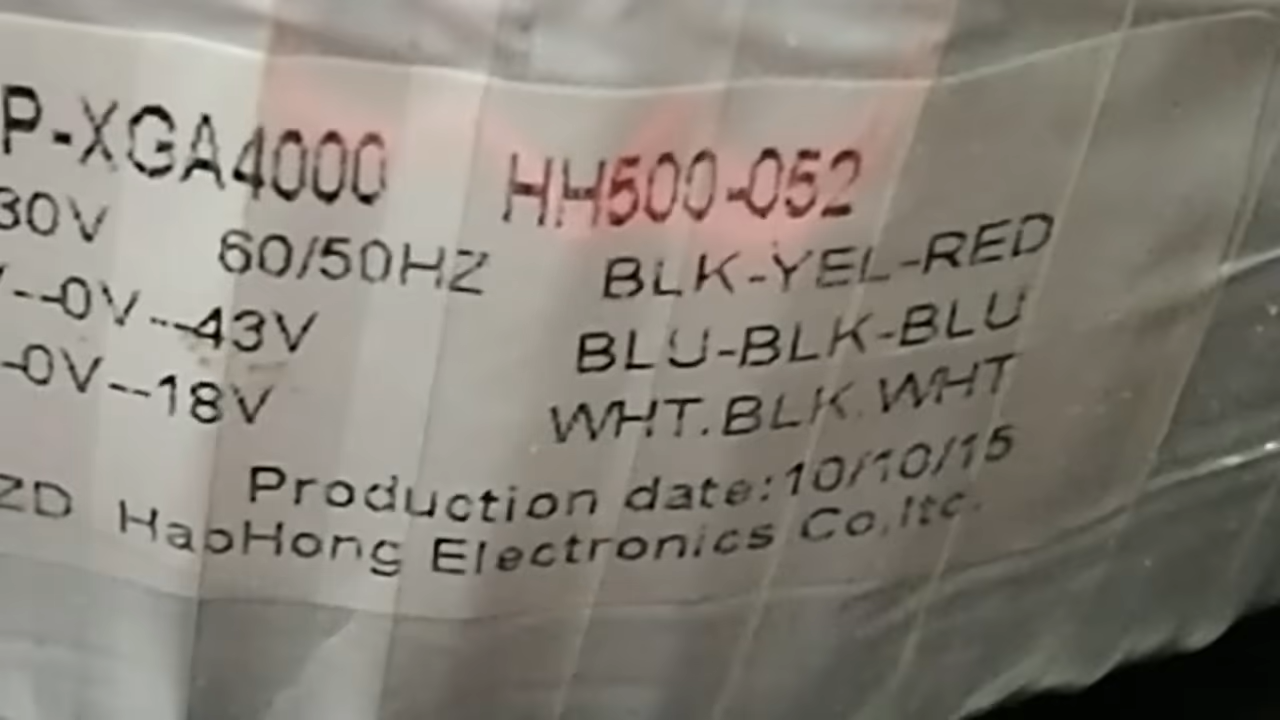 P-XGA4000 HH500-052
30V 60/50HZ BLK-YEL-RED
--0V--43V BLU-BLK-BLU
-0V--18V WHT.BLK.WHT
Production date:10/10/15
ZD HaoHong Electronics Co,ltc.